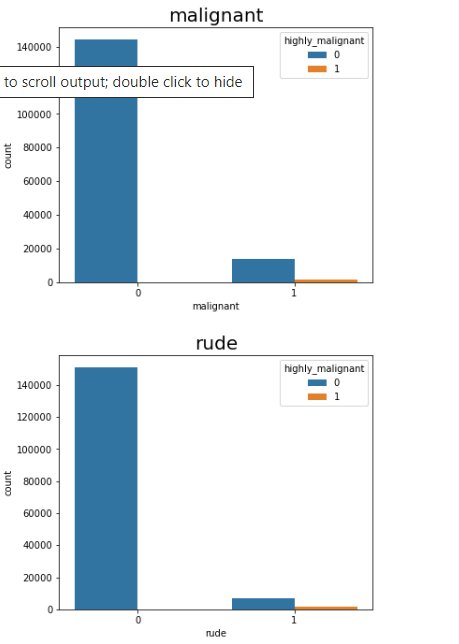 malignant
highly_malignant
0
1
to scroll output; double click to hide
140000
100000
80000
60000
40000
20000
0
count
0 1
malignant
rude
highly_malignant
0
1
140000
120000
100000
80000
60000
40000
20000
0
count
0 1
rude